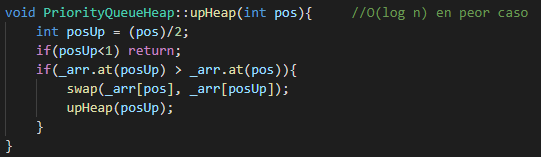 void PriorityQueueHeap::upHeap(int pos){     //O(log n) en peor caso
    int posUp = (pos)/2;
    if(posUp<1) return;
    if(_arr.at(posUp) > _arr.at(pos)){
        swap(_arr[pos], _arr[posUp]);
        upHeap(posUp);
    }
}